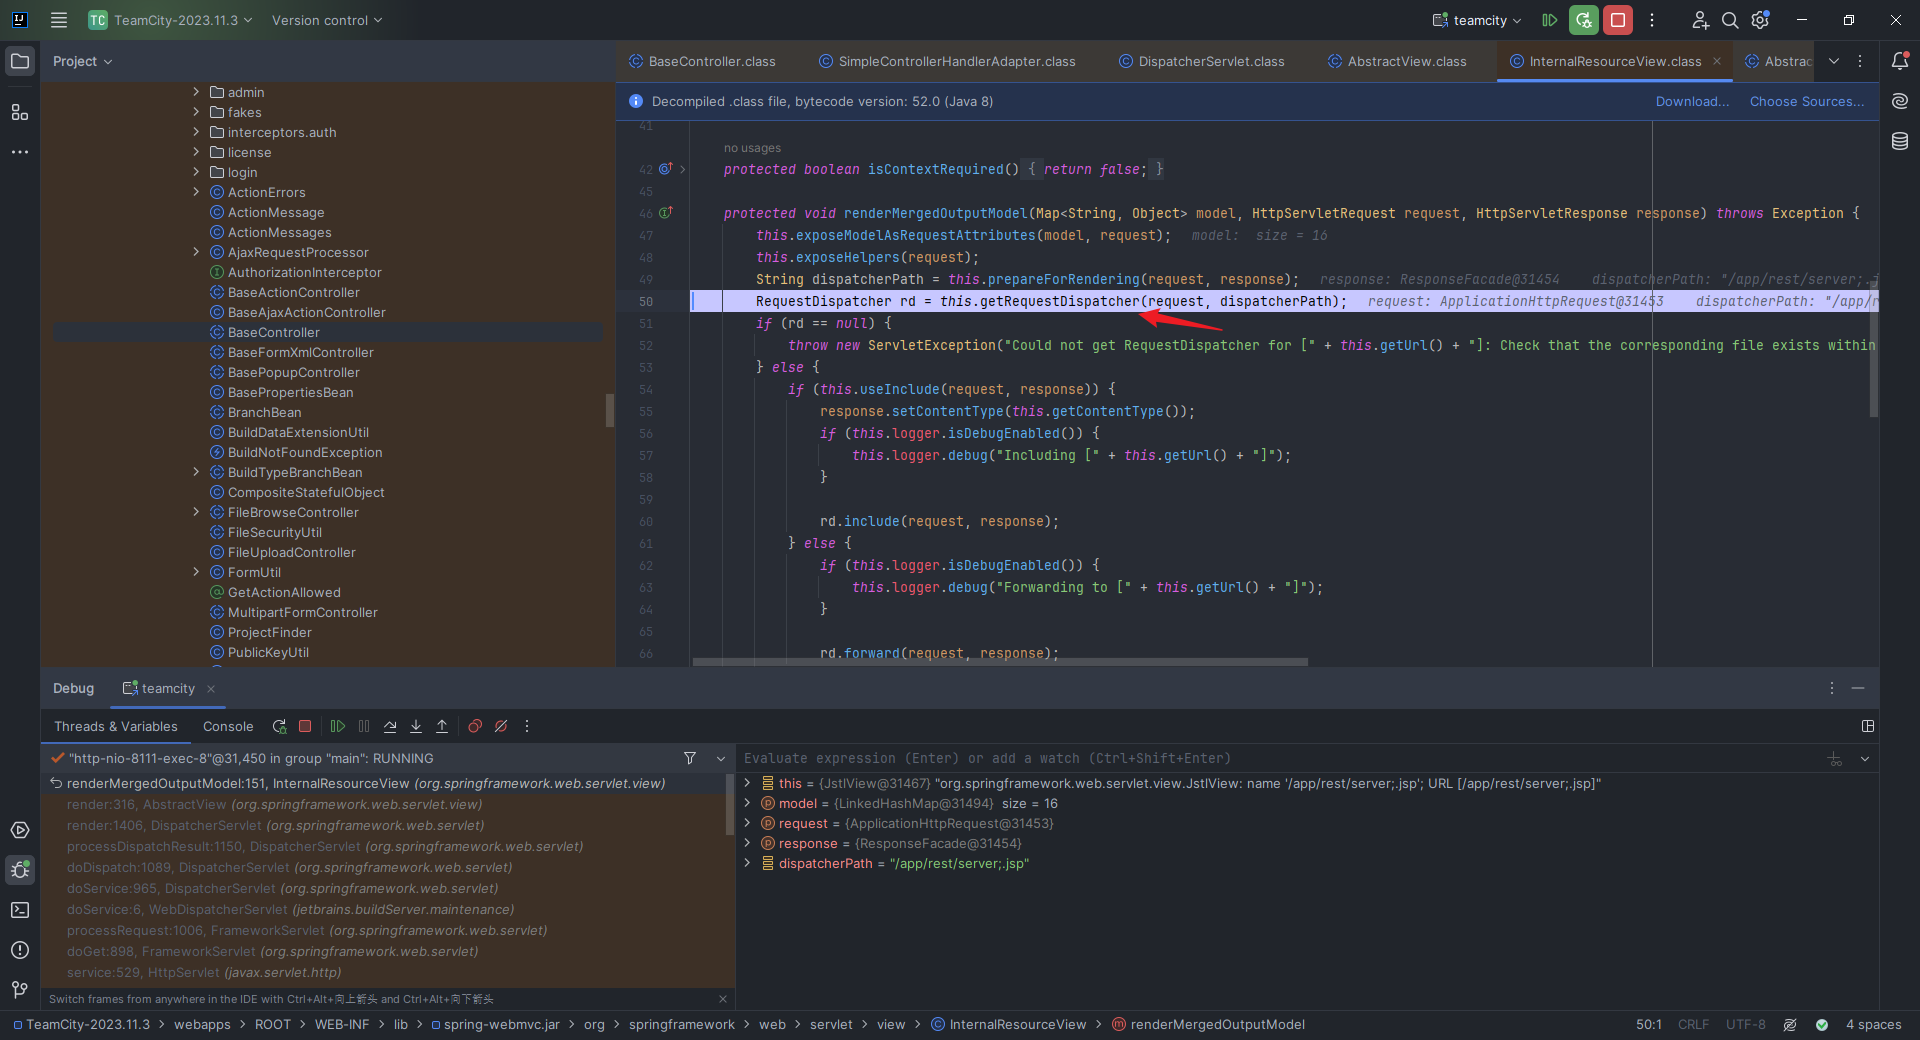 TC TeamCity-2023.11.3 Version control teamcity
Project
BaseController.class SimpleControllerHandlerAdapter.class DispatcherServlet.class AbstractView.class InternalResourceView.class Abstrac
Decompiled .class file, bytecode version: 52.0 (Java 8) Download... Choose Sources...
admin
fakes
interceptors.auth
license
login
ActionErrors
ActionMessage
ActionMessages
AjaxRequestProcessor
AuthorizationInterceptor
BaseActionController
BaseAjaxActionController
BaseController
BaseFormXmlController
BasePopupController
BasePropertiesBean
BranchBean
BuildDataExtensionUtil
BuildNotFoundException
BuildTypeBranchBean
CompositeStatefulObject
FileBrowseController
FileSecurityUtil
FileUploadController
FormUtil
GetActionAllowed
MultipartFormController
ProjectFinder
PublicKeyUtil
41
no usages
42 protected boolean isContextRequired() { return false; }
45
46 protected void renderMergedOutputModel(Map<String, Object> model, HttpServletRequest request, HttpServletResponse response) throws Exception {
47 this.exposeModelAsRequestAttributes(model, request); model: size = 16
48 this.exposeHelpers(request);
49 String dispatcherPath = this.prepareForRendering(request, response); response: ResponseFacade@31454 dispatcherPath: "/app/rest/server;.j
50 RequestDispatcher rd = this.getRequestDispatcher(request, dispatcherPath); request: ApplicationHttpRequest@31453 dispatcherPath: "/app/r
51 if (rd == null) {
52 throw new ServletException("Could not get RequestDispatcher for [" + this.getUrl() + "]: Check that the corresponding file exists within
53 } else {
54 if (this.useInclude(request, response)) {
55 response.setContentType(this.getContentType());
56 if (this.logger.isDebugEnabled()) {
57 this.logger.debug("Including [" + this.getUrl() + "]");
58 }
59
60 rd.include(request, response);
61 } else {
62 if (this.logger.isDebugEnabled()) {
63 this.logger.debug("Forwarding to [" + this.getUrl() + "]");
64 }
65
66 rd.forward(request, response);
Debug teamcity
Threads & Variables Console
"http-nio-8111-exec-8"@31,450 in group "main": RUNNING
renderMergedOutputModel:151, InternalResourceView (org.springframework.web.servlet.view)
render:316, AbstractView (org.springframework.web.servlet.view)
render:1406, DispatcherServlet (org.springframework.web.servlet)
processDispatchResult:1150, DispatcherServlet (org.springframework.web.servlet)
doDispatch:1089, DispatcherServlet (org.springframework.web.servlet)
doService:965, DispatcherServlet (org.springframework.web.servlet)
doService:6, WebDispatcherServlet (jetbrains.buildServer.maintenance)
processRequest:1006, FrameworkServlet (org.springframework.web.servlet)
doGet:898, FrameworkServlet (org.springframework.web.servlet)
service:529, HttpServlet (javax.servlet.http)
Switch frames from anywhere in the IDE with Ctrl+Alt+向上箭头 and Ctrl+Alt+向下箭头
Evaluate expression (Enter) or add a watch (Ctrl+Shift+Enter)
this = {JstlView@31467} "org.springframework.web.servlet.view.JstlView: name '/app/rest/server;.jsp'; URL [/app/rest/server;.jsp]"
model = {LinkedHashMap@31494} size = 16
request = {ApplicationHttpRequest@31453}
response = {ResponseFacade@31454}
dispatcherPath = "/app/rest/server;.jsp"
TeamCity-2023.11.3 > webapps > ROOT > WEB-INF > lib > spring-webmvc.jar > org > springframework > web > servlet > view > InternalResourceView > renderMergedOutputModel 50:1 CRLF UTF-8 4 spaces